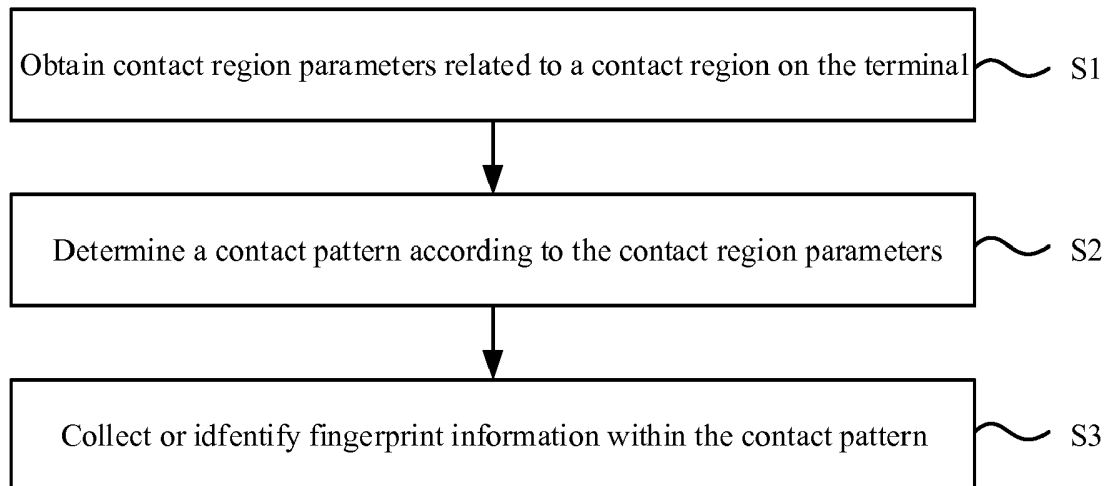 Obtain contact region parameters related to a contact region on the terminal S1
Determine a contact pattern according to the contact region parameters S2
Collect or idfentify fingerprint information within the contact pattern S3